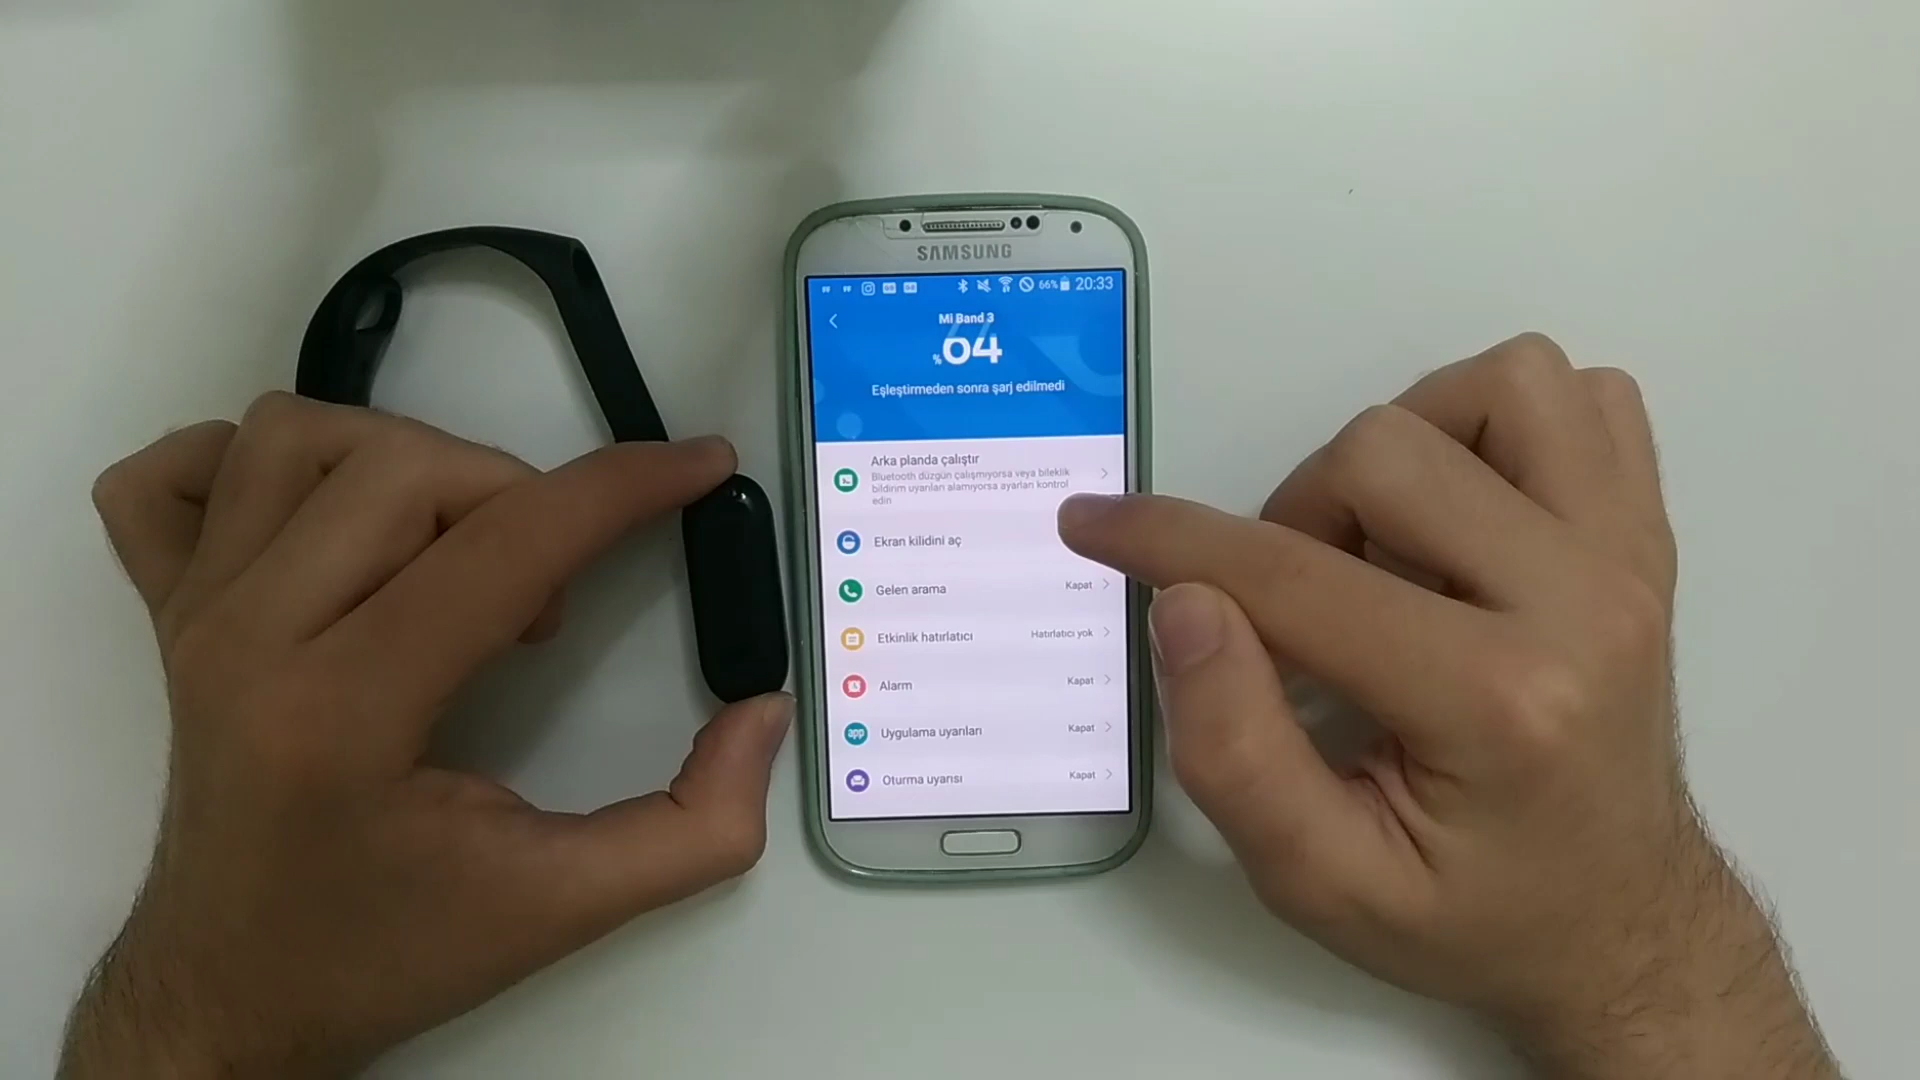 SAMSUNG
66% 20:33
Mi Band 3
%64
Eşleştirmeden sonra şarj edilmedi
Arka planda çalıştır
Bluetooth düzgün çalışmıyorsa veya bileklik
bildirim uyarıları alamıyorsa ayarları kontrol
edin
Ekran kilidini aç
Gelen arama Kapat
Etkinlik hatırlatıcı Hatırlatıcı yok
Alarm Kapat
app Uygulama uyarıları Kapat
Oturma uyarısı Kapat